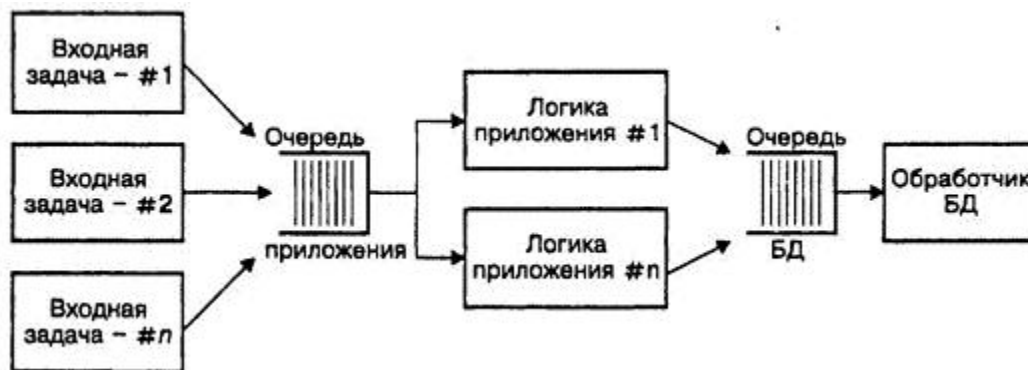 Входная
задача – #1
Входная
задача – #2
Входная
задача – #n
Очередь
приложения
Логика
приложения #1
Логика
приложения #n
Очередь
БД
Обработчик
БД